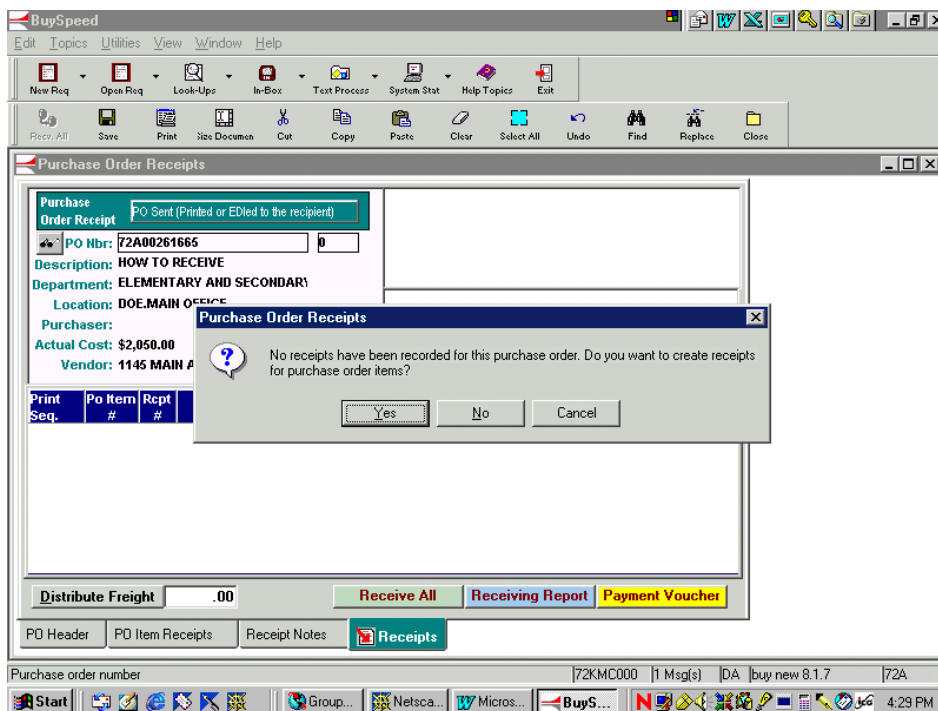 BuySpeed
Edit Topics Utilities View Window Help
New Req Open Req Look-Ups In-Box Text Process System Stat Help Topics Exit
Recv. All Save Print Size Documen Cut Copy Paste Clear Select All Undo Find Replace Close
Purchase Order Receipts
Purchase
Order Receipt
PO Sent (Printed or EDIed to the recipient)
PO Nbr: 72A00261665 0
Description: HOW TO RECEIVE
Department: ELEMENTARY AND SECONDARY
Location: DOE.MAIN OFFICE
Purchaser:
Actual Cost: $2,050.00
Vendor: 1145 MAIN A
Purchase Order Receipts
No receipts have been recorded for this purchase order. Do you want to create receipts
for purchase order items?
Yes No Cancel
Print Po Item Rcpt
Seq. # #
Distribute Freight .00 Receive All Receiving Report Payment Voucher
PO Header PO Item Receipts Receipt Notes Receipts
Purchase order number 72KMC000 1 Msg(s) DA buy new 8.1.7 72A
Start Group... Netsca... Micros... BuyS... 4:29 PM